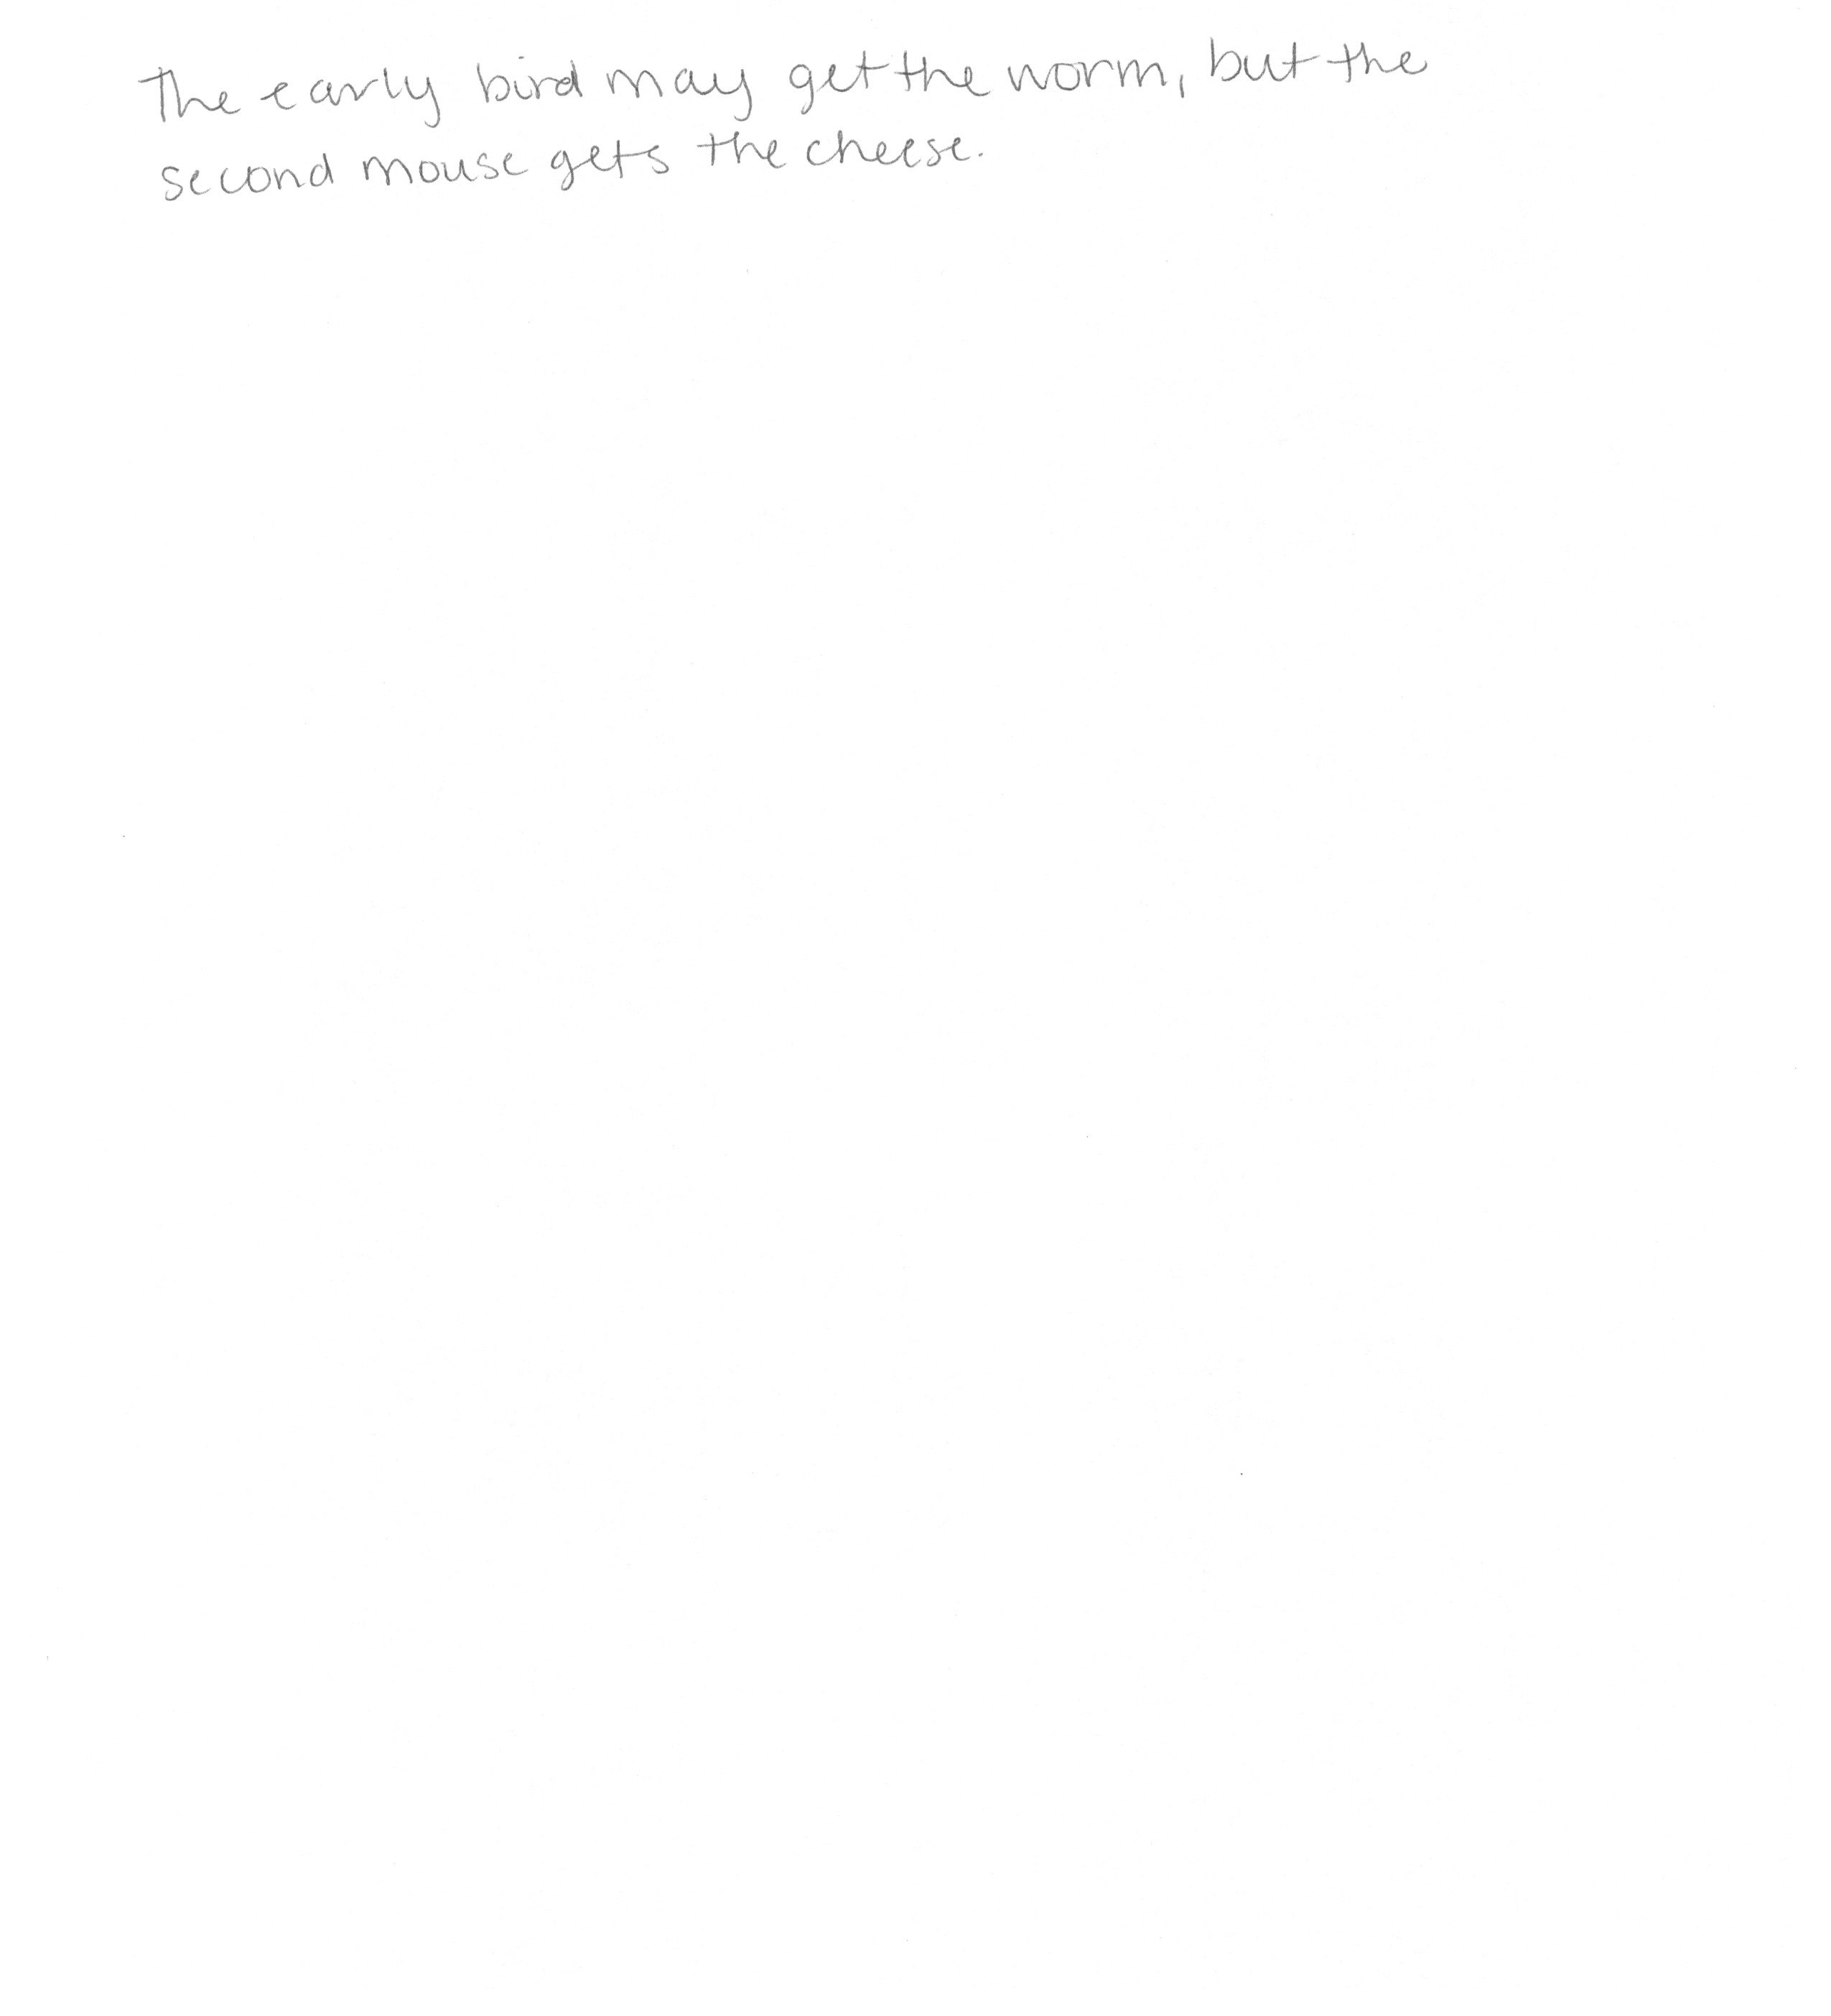 The early bird may get the worm, but the
second mouse gets the cheese.